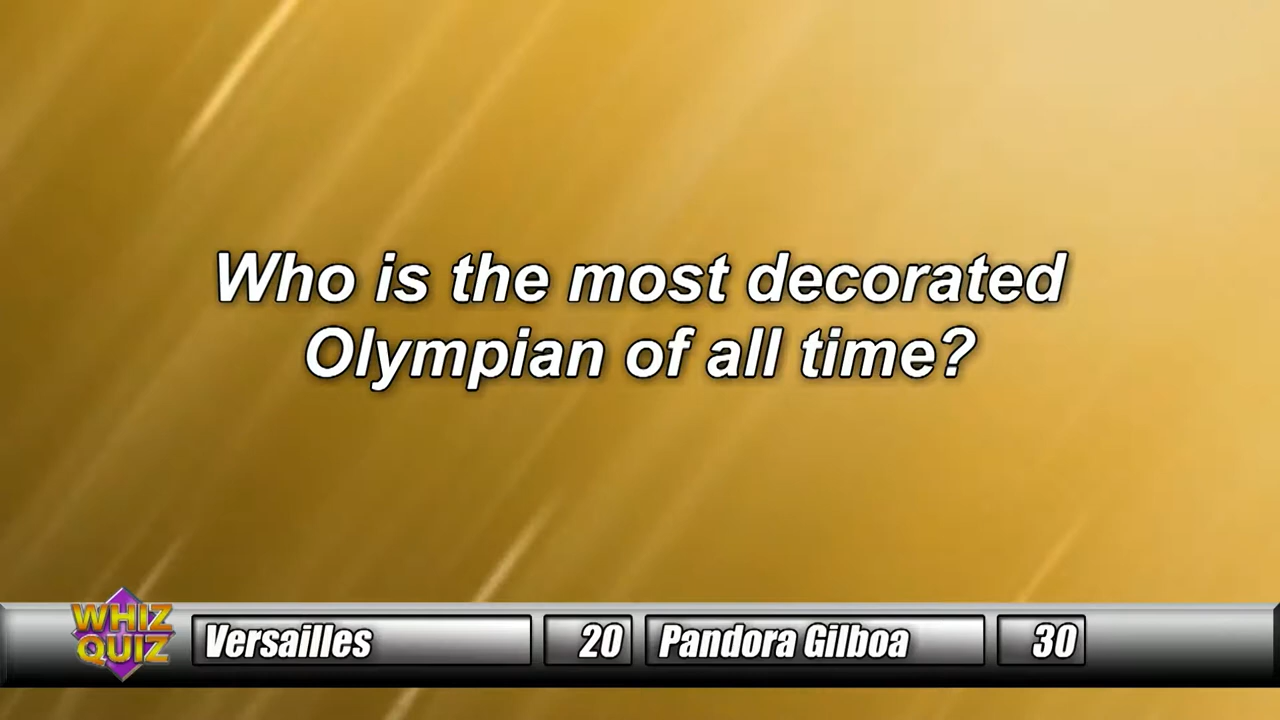 Who is the most decorated
Olympian of all time?
WHIZ
QUIZ
Versailles 20 Pandora Gilboa 30